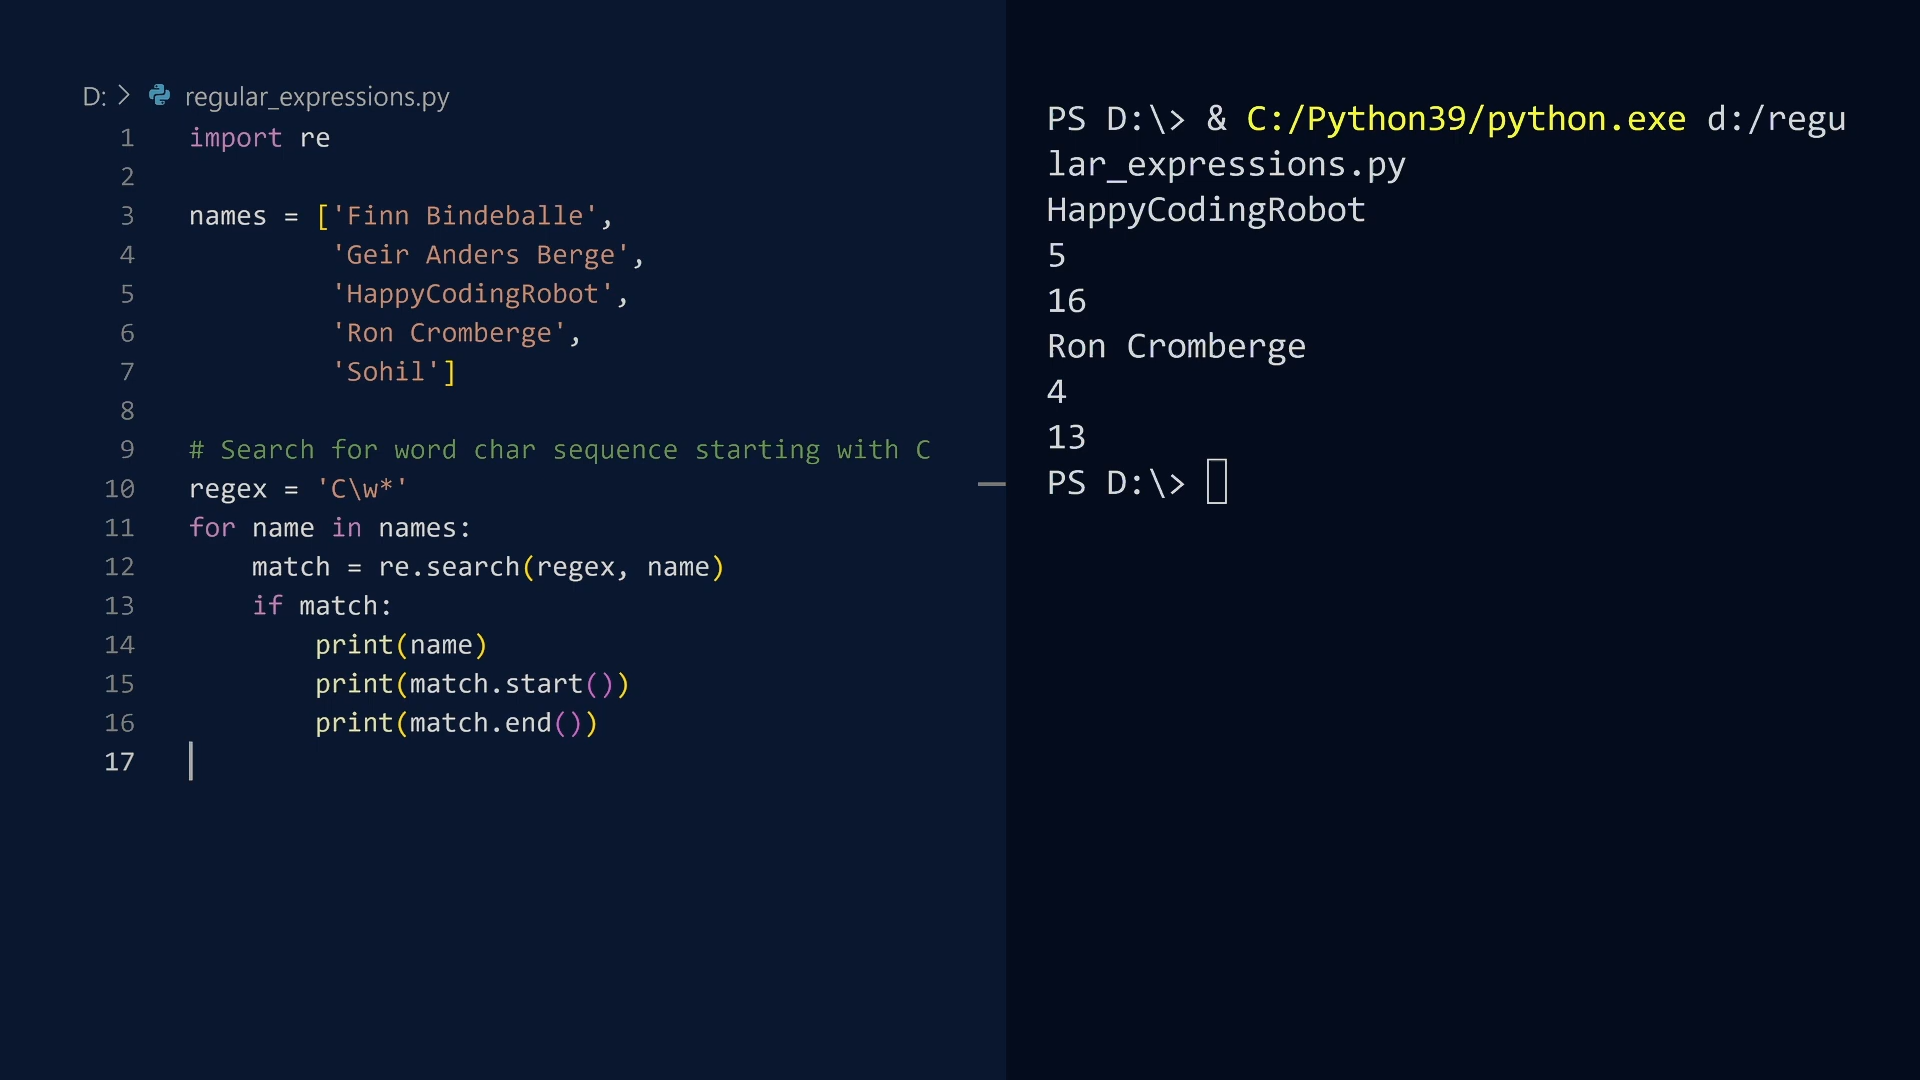 D: > regular_expressions.py
1 import re
2
3 names = ['Finn Bindeballe',
4 'Geir Anders Berge',
5 'HappyCodingRobot',
6 'Ron Cromberge',
7 'Sohil']
8
9 # Search for word char sequence starting with C
10 regex = 'C\w*'
11 for name in names:
12 match = re.search(regex, name)
13 if match:
14 print(name)
15 print(match.start())
16 print(match.end())
17
PS D:\> & C:/Python39/python.exe d:/regu
lar_expressions.py
HappyCodingRobot
5
16
Ron Cromberge
4
13
PS D:\>